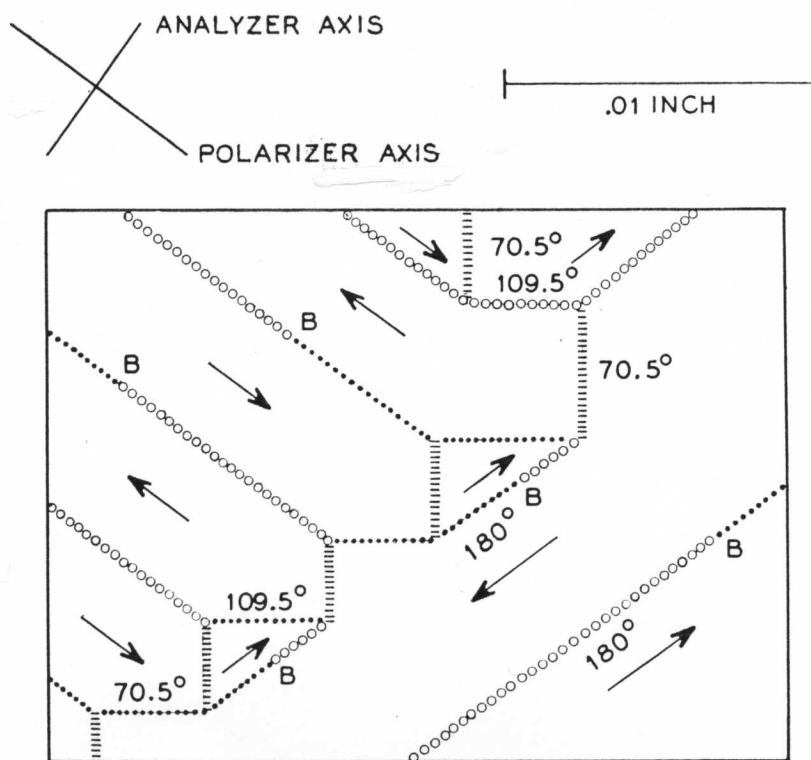 ANALYZER AXIS
.01 INCH
POLARIZER AXIS
70.5°
109.5°
B
70.5°
B
B
180°
B
109.5°
180°
B
70.5°